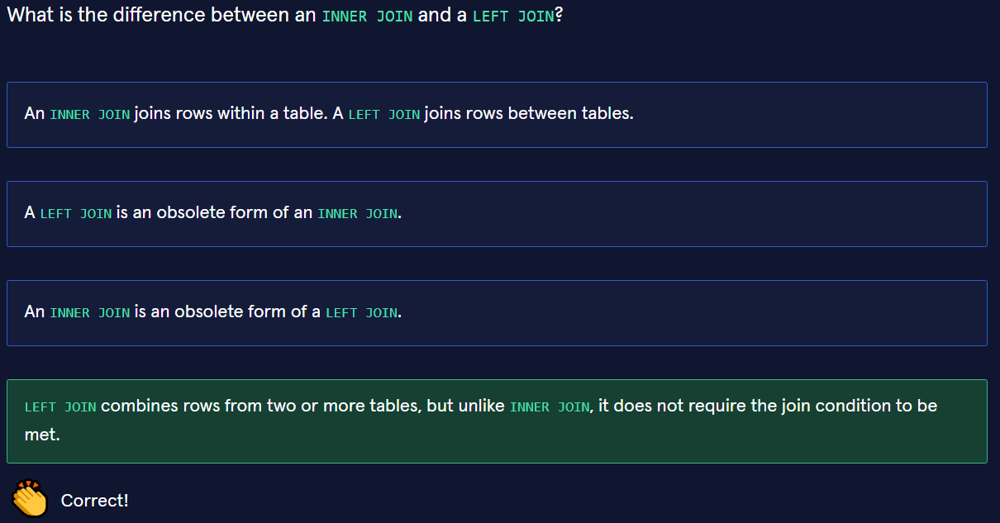 What is the difference between an INNER JOIN and a LEFT JOIN?
An INNER JOIN joins rows within a table. A LEFT JOIN joins rows between tables.
A LEFT JOIN is an obsolete form of an INNER JOIN.
An INNER JOIN is an obsolete form of a LEFT JOIN.
LEFT JOIN combines rows from two or more tables, but unlike INNER JOIN, it does not require the join condition to be
met.
Correct!